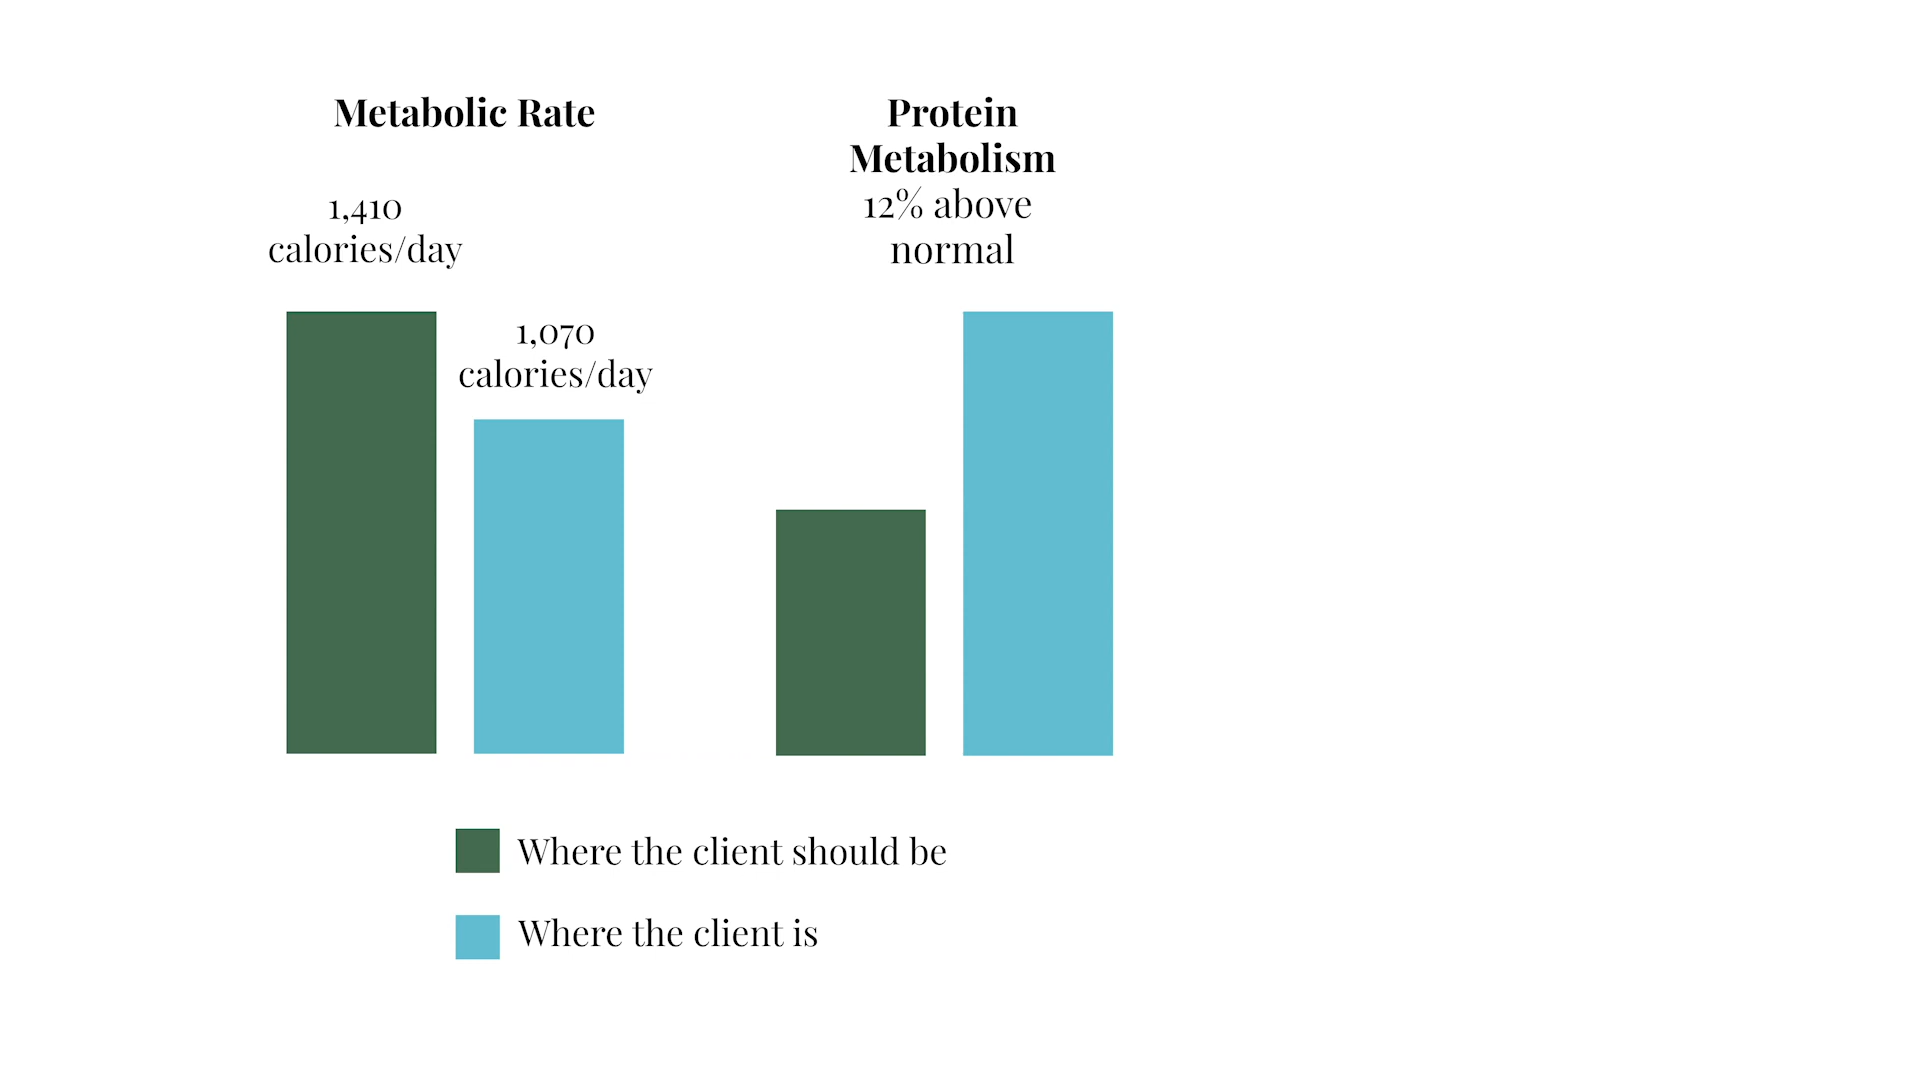 Metabolic Rate
1,410
calories/day
1,070
calories/day
Protein
Metabolism
12% above
normal
Where the client should be
Where the client is